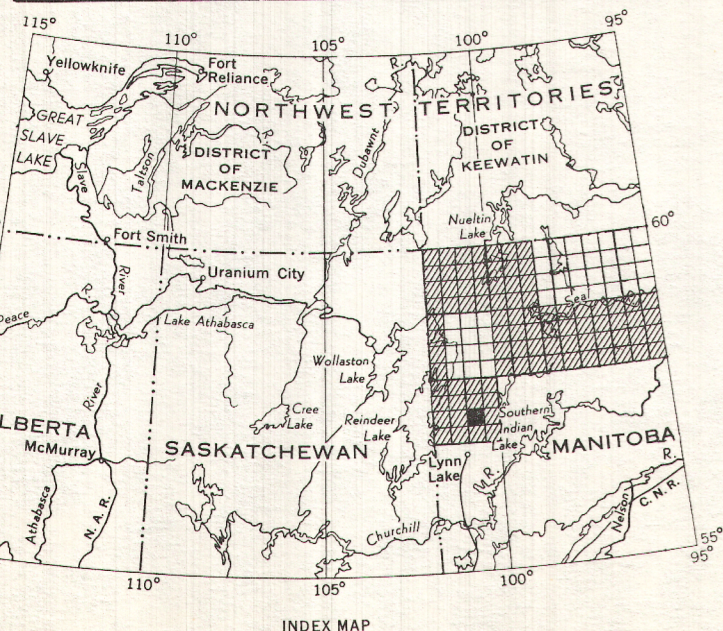 115°
110°
105°
100°
95°
Yellowknife
Fort
Reliance
GREAT
SLAVE
LAKE
Slave
River
Taltson
NORTHWEST TERRITORIES
DISTRICT
OF
MACKENZIE
R.
Dubawnt
R.
DISTRICT
OF
KEEWATIN
Nueltin
Lake
60°
Fort Smith
Uranium City
Peace
R.
Lake Athabasca
Seal
River
Wollaston
Lake
Cree
Lake
Reindeer
Lake
Southern
Indian
Lake
ALBERTA
McMurray
SASKATCHEWAN
MANITOBA
Lynn
Lake
R.
R.
Athabasca
N. A. R.
Churchill
Nelson
C.N.R.
55°
95°
110°
105°
100°
INDEX MAP